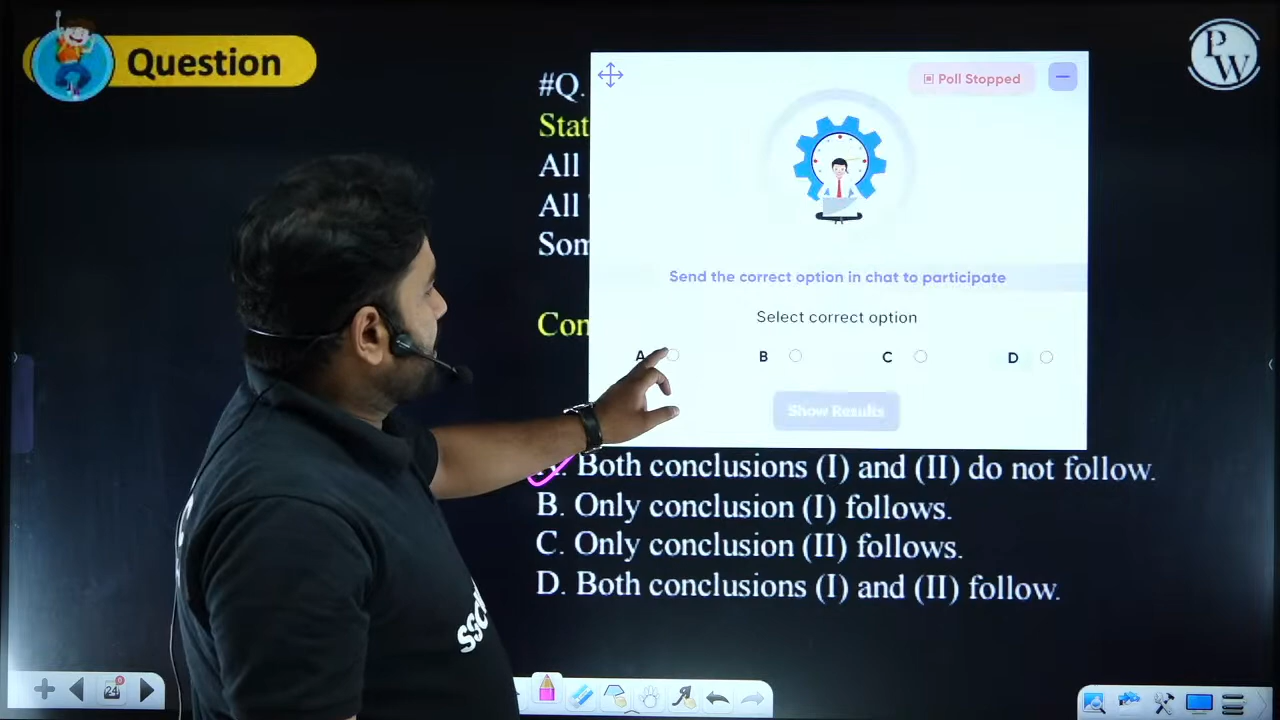 Question
PW
#Q.
Stat
All
All
Som
Con
Poll Stopped
Send the correct option in chat to participate
Select correct option
A
B
C
D
Show Results
A. Both conclusions (I) and (II) do not follow.
B. Only conclusion (I) follows.
C. Only conclusion (II) follows.
D. Both conclusions (I) and (II) follow.
24